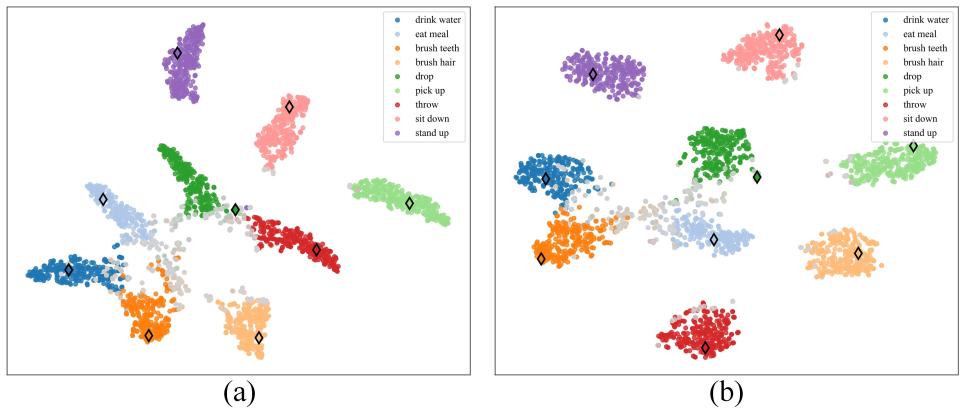 drink water
eat meal
brush teeth
brush hair
drop
pick up
throw
sit down
stand up
(a)
drink water
eat meal
brush teeth
brush hair
drop
pick up
throw
sit down
stand up
(b)